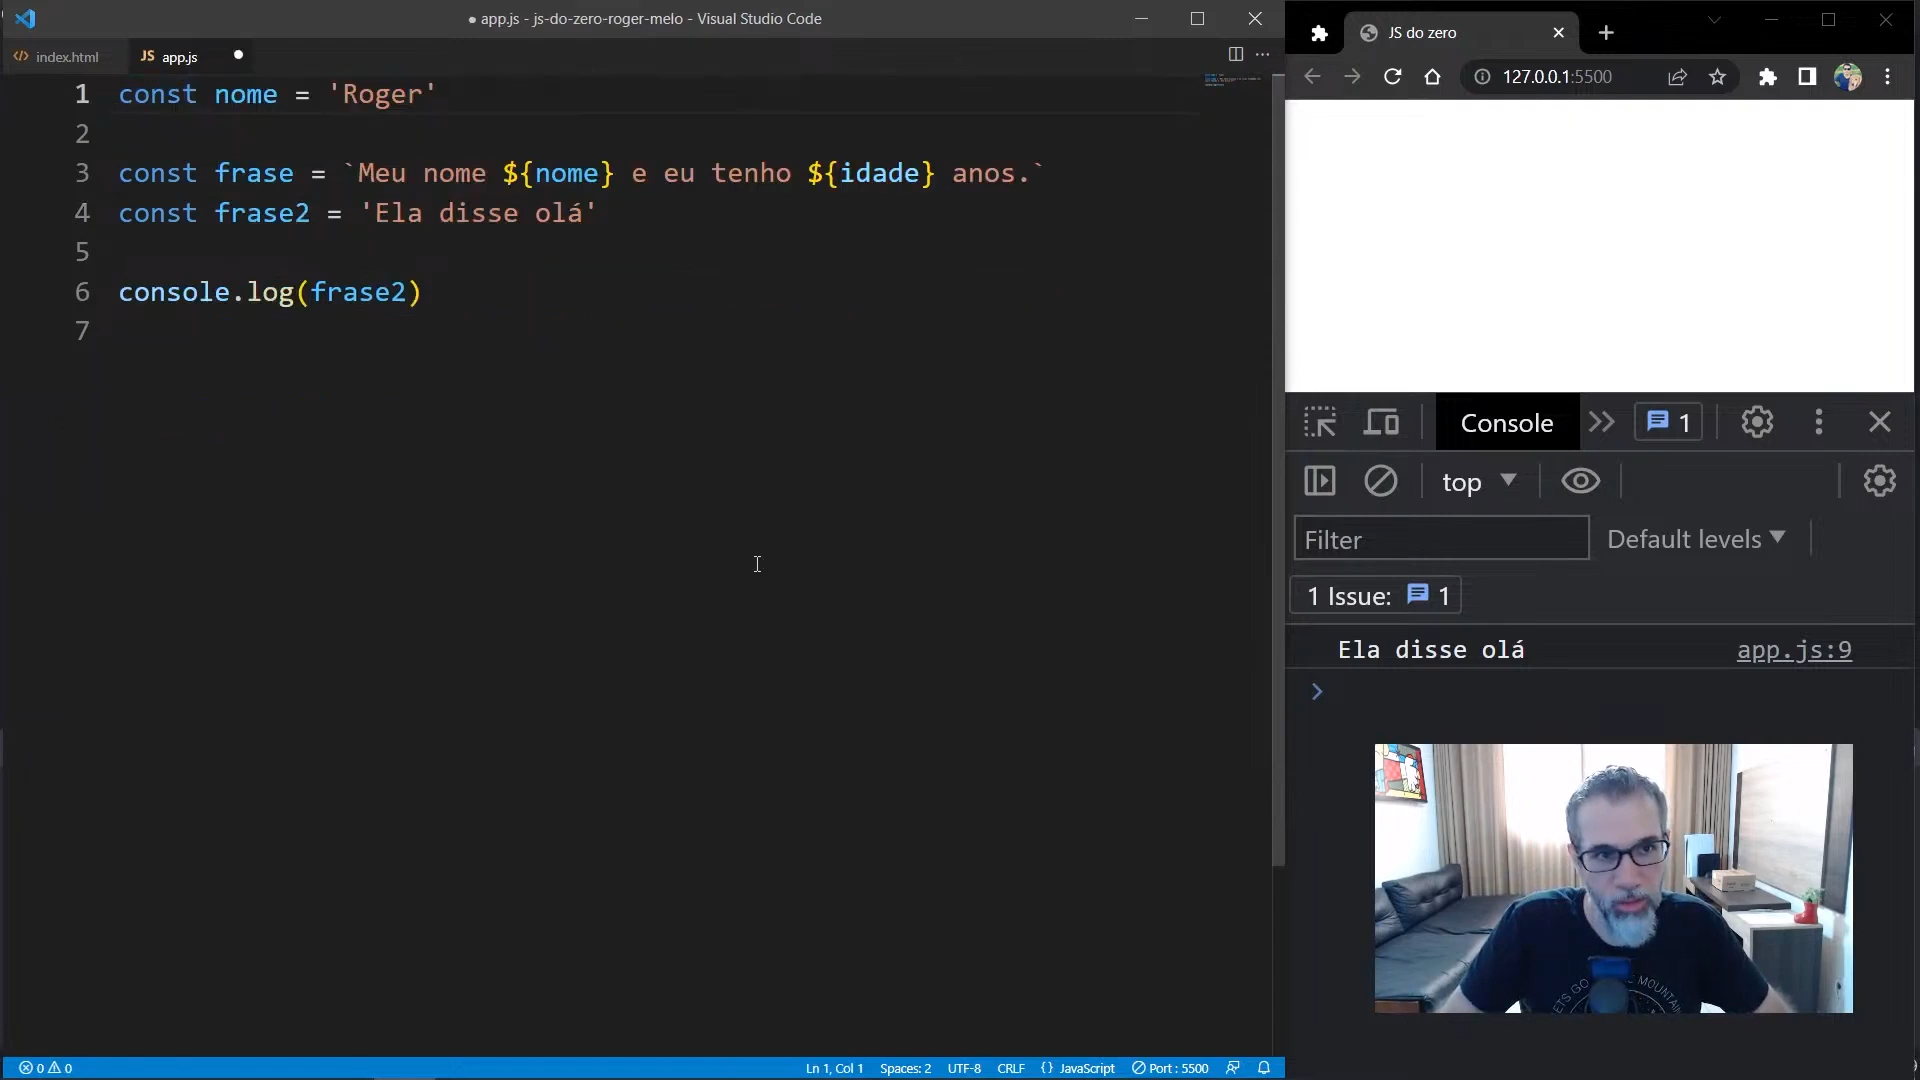 ● app.js - js-do-zero-roger-melo - Visual Studio Code
index.html
JS app.js ●
1 const nome = 'Roger'
2
3 const frase = `Meu nome ${nome} e eu tenho ${idade} anos.`
4 const frase2 = 'Ela disse olá'
5
6 console.log(frase2)
7
0 0
Ln 1, Col 1
Spaces: 2
UTF-8
CRLF
{} JavaScript
Port : 5500
JS do zero
127.0.0.1:5500
Console
1
top
Filter
Default levels
1 Issue: 1
Ela disse olá app.js:9